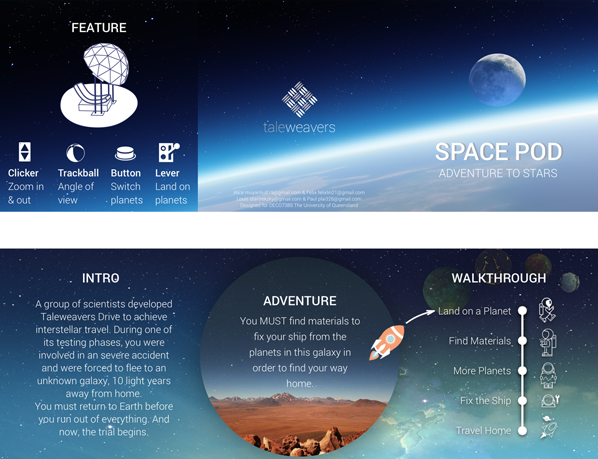 FEATURE
Clicker
Zoom in
& out
Trackball
Angle of
view
Button
Switch
planets
Lever
Land on
planets
taleweavers
Designed for DECO7385 The University of Queensland
SPACE POD
ADVENTURE TO STARS
INTRO
A group of scientists developed
Taleweavers Drive to achieve
interstellar travel. During one of
its testing phases, you were
involved in an severe accident
and were forced to flee to an
unknown galaxy, 10 light years
away from home.
You must return to Earth before
you run out of everything. And
now, the trial begins.
ADVENTURE
You MUST find materials to
fix your ship from the
planets in this galaxy in
order to find your way
home.
WALKTHROUGH
Land on a Planet
Find Materials
More Planets
Fix the Ship
Travel Home